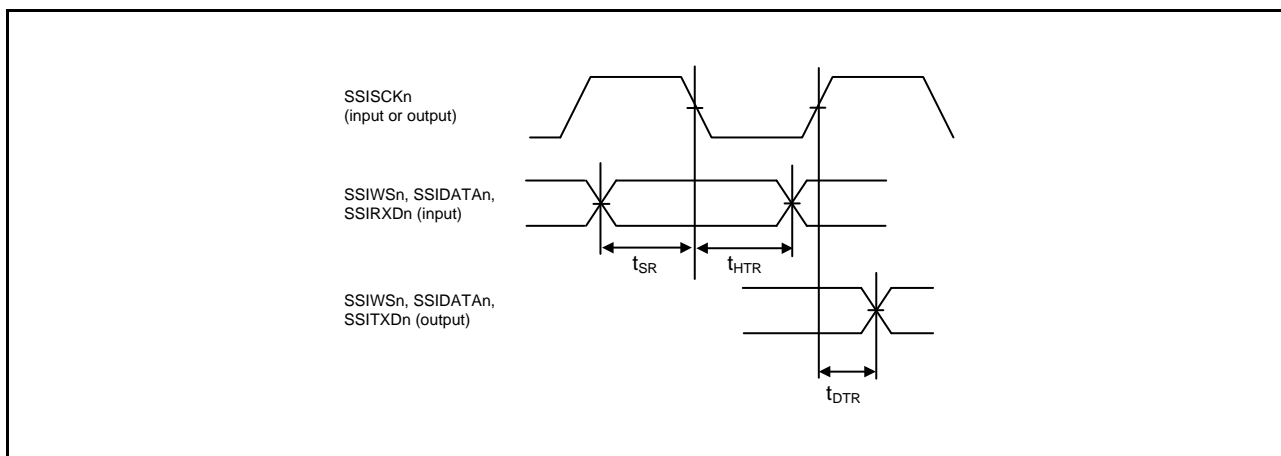 SSISCKn
(input or output)
SSIWSn, SSIDATAn,
SSIRXDn (input)
tSR
tHTR
SSIWSn, SSIDATAn,
SSITXDn (output)
tDTR